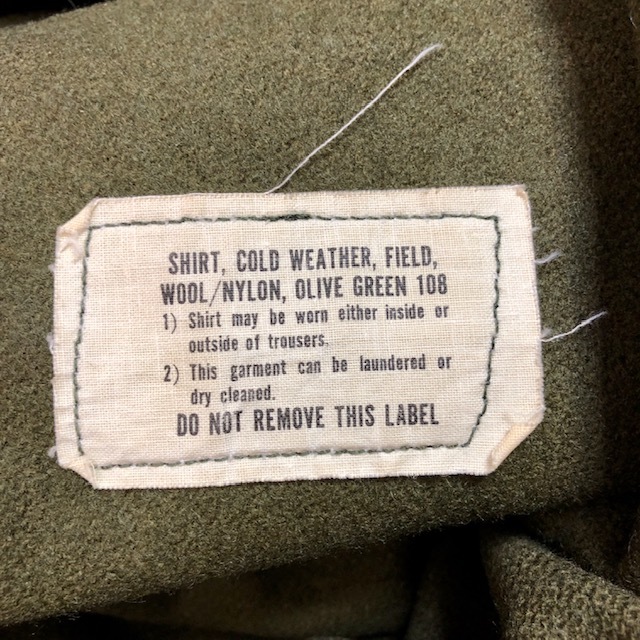 SHIRT, COLD WEATHER, FIELD,
WOOL/NYLON, OLIVE GREEN 108
1) Shirt may be worn either inside or
outside of trousers.
2) This garment can be laundered or
dry cleaned.
DO NOT REMOVE THIS LABEL